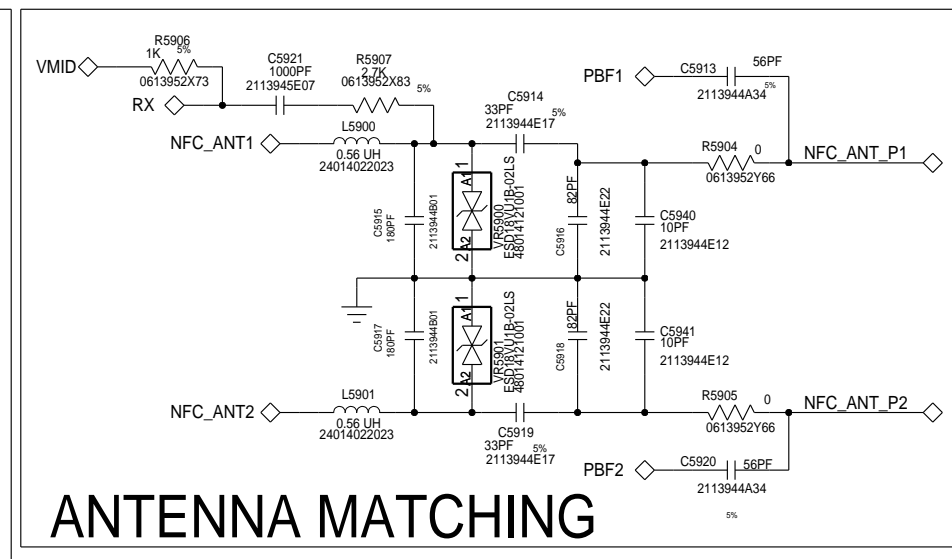 R5906
1K
5%
0613952X73
VMID
RX
C5921
1000PF
2113945E07
R5907
2.7K
0613952X83
5%
NFC_ANT1
L5900
0.56 UH
24014022023
C5914
33PF
5%
2113944E17
PBF1
C5913
56PF
2113944A34
5%
R5904
0
0613952Y66
NFC_ANT_P1
C5915
180PF
2113944B01
1
A1
A2
2
VR5900
ESD18VU1B-02LS
48014121001
82PF
C5916
2113944E22
C5940
10PF
2113944E12
C5917
180PF
2113944B01
1
A1
A2
2
VR5901
ESD18VU1B-02LS
48014121001
82PF
C5918
2113944E22
C5941
10PF
2113944E12
NFC_ANT2
L5901
0.56 UH
24014022023
C5919
33PF
5%
2113944E17
R5905
0
0613952Y66
NFC_ANT_P2
PBF2
C5920
56PF
2113944A34
5%
ANTENNA MATCHING